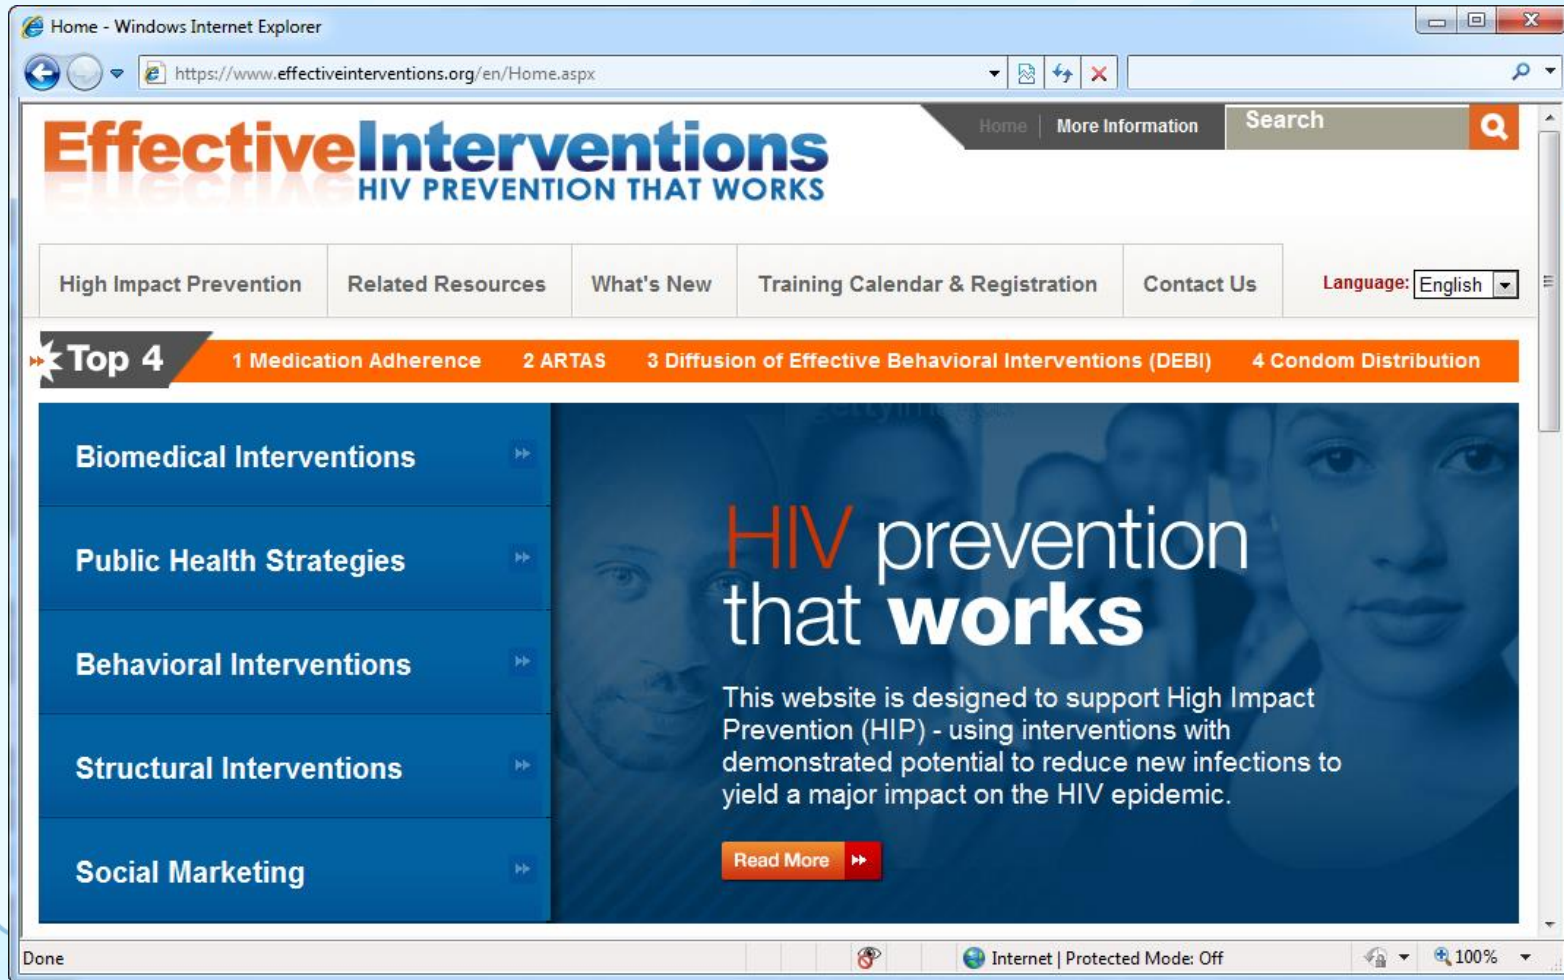 Home - Windows Internet Explorer
https://www.effectiveinterventions.org/en/Home.aspx
EffectiveInterventions
HIV PREVENTION THAT WORKS
Home | More Information
Search
High Impact Prevention
Related Resources
What's New
Training Calendar & Registration
Contact Us
Language: English
Top 4
1 Medication Adherence
2 ARTAS
3 Diffusion of Effective Behavioral Interventions (DEBI)
4 Condom Distribution
Biomedical Interventions
Public Health Strategies
Behavioral Interventions
Structural Interventions
Social Marketing
HIV prevention
that works
This website is designed to support High Impact
Prevention (HIP) - using interventions with
demonstrated potential to reduce new infections to
yield a major impact on the HIV epidemic.
Read More
Done
Internet | Protected Mode: Off
100%